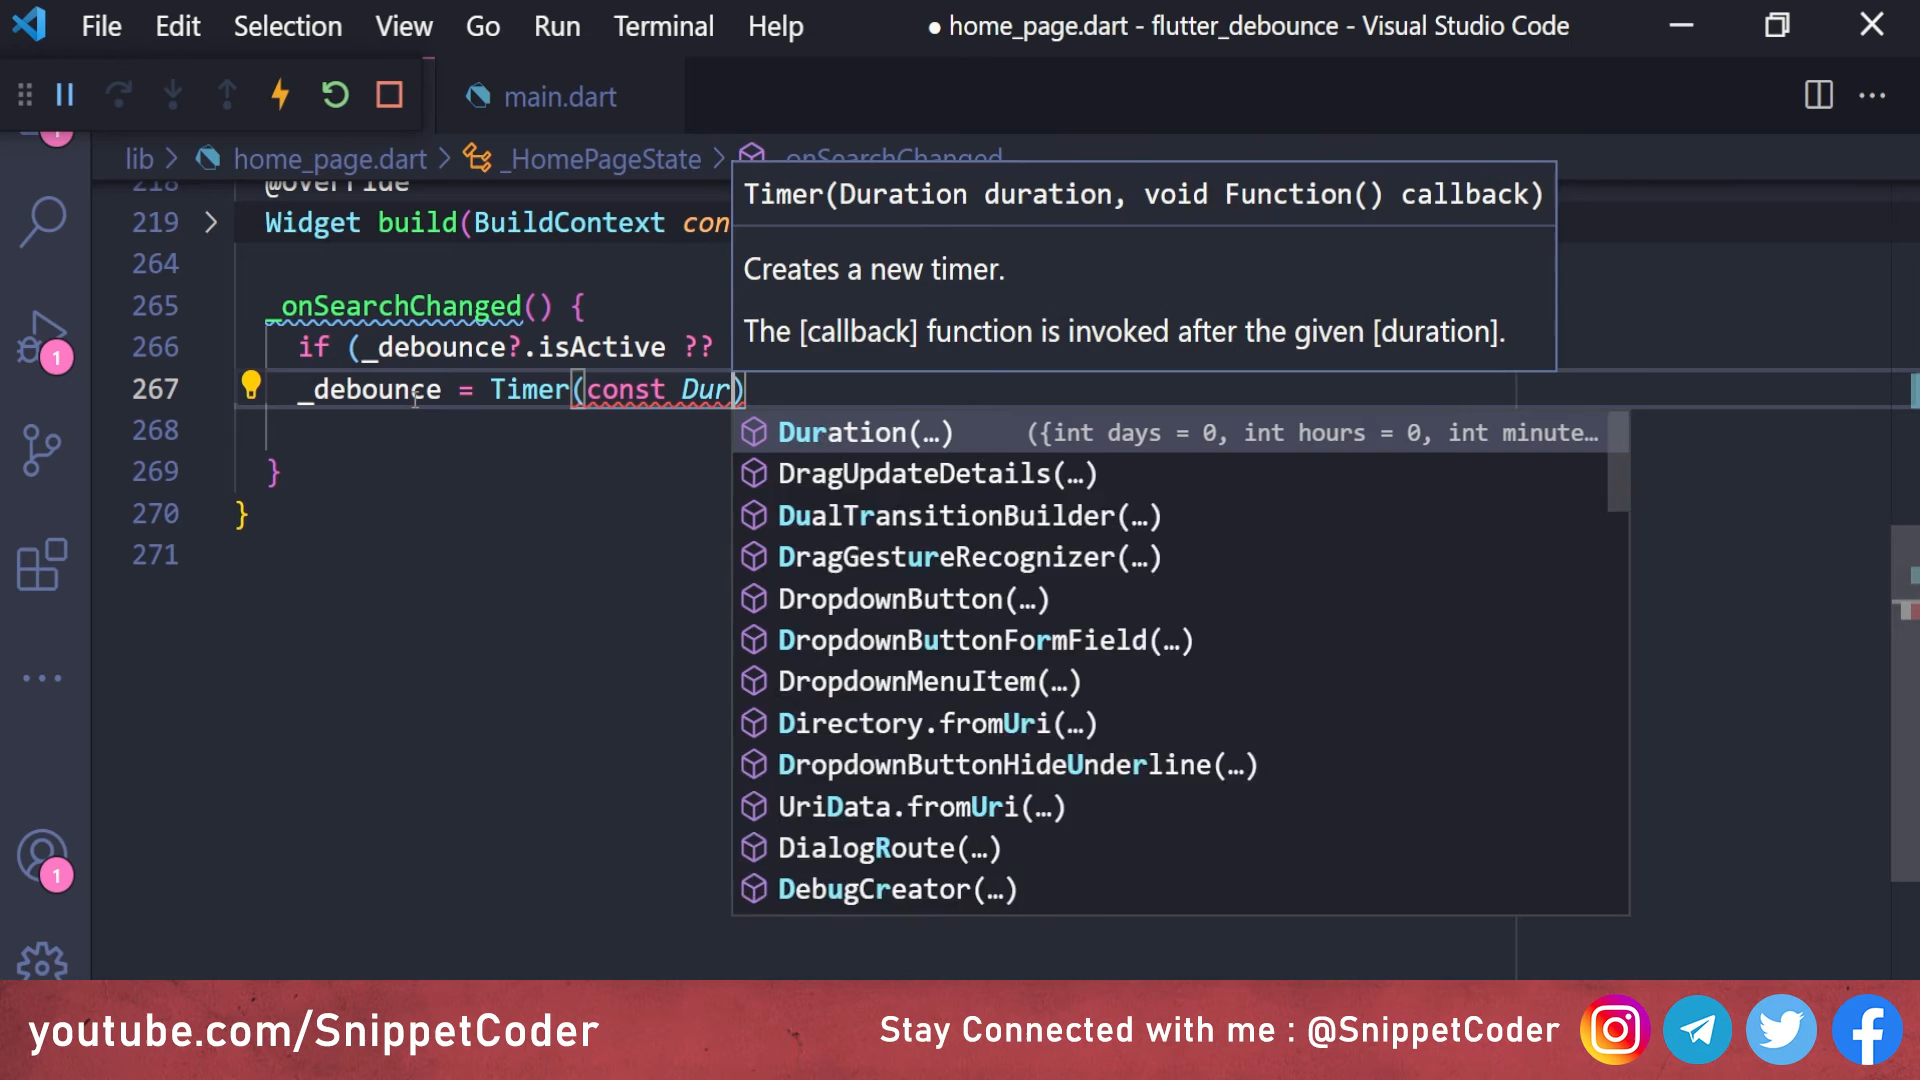 File Edit Selection View Go Run Terminal Help ● home_page.dart - flutter_debounce - Visual Studio Code
main.dart
lib > home_page.dart > _HomePageState > _onSearchChanged
218 @override
219 Widget build(BuildContext con
264
265 _onSearchChanged() {
266 if (_debounce?.isActive ??
267 _debounce = Timer(const Dur)
268
269 }
270 }
271
Timer(Duration duration, void Function() callback)
Creates a new timer.
The [callback] function is invoked after the given [duration].
Duration(…) ({int days = 0, int hours = 0, int minute…
DragUpdateDetails(…)
DualTransitionBuilder(…)
DragGestureRecognizer(…)
DropdownButton(…)
DropdownButtonFormField(…)
DropdownMenuItem(…)
Directory.fromUri(…)
DropdownButtonHideUnderline(…)
UriData.fromUri(…)
DialogRoute(…)
DebugCreator(…)
1
1
1
youtube.com/SnippetCoder
Stay Connected with me : @SnippetCoder